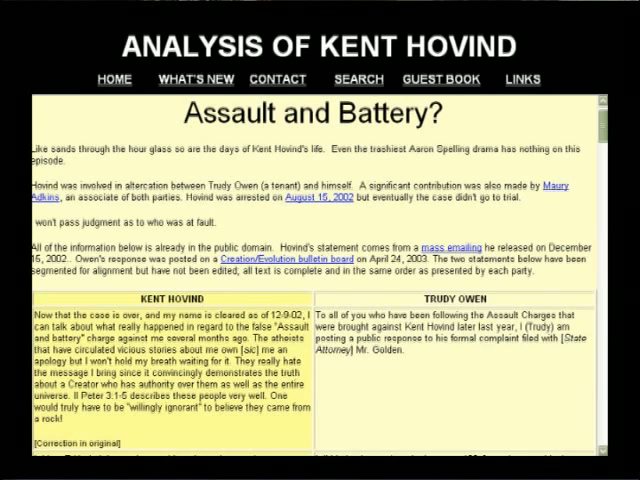 ANALYSIS OF KENT HOVIND
HOME WHAT'S NEW CONTACT SEARCH GUEST BOOK LINKS
Assault and Battery?
Like sands through the hour glass so are the days of Kent Hovind's life. Even the trashiest Aaron Spelling drama has nothing on this
episode.
Hovind was involved in altercation between Trudy Owen (a tenant) and himself. A significant contribution was also made by Maury
Adkins, an associate of both parties. Hovind was arrested on August 15, 2002 but eventually the case didn't go to trial.
won't pass judgment as to who was at fault.
All of the information below is already in the public domain. Hovind's statement comes from a mass emailing he released on December
15, 2002.. Owen's response was posted on a Creation/Evolution bulletin board on April 24, 2003. The two statements below have been
segmented for alignment but have not been edited; all text is complete and in the same order as presented by each party.
KENT HOVIND
Now that the case is over, and my name is cleared as of 12-9-02, I
can talk about what really happened in regard to the false "Assault
and battery" charge against me several months ago. The atheists
that have circulated vicious stories about me own [sic] me an
apology but I won't hold my breath waiting for it. They really hate
the message I bring since it convincingly demonstrates the truth
about a Creator who has authority over them as well as the entire
universe. II Peter 3:1-5 describes these people very well. One
would truly have to be "willingly ignorant" to believe they came from
a rock!
[Correction in original]
TRUDY OWEN
To all of you who have been following the Assault Charges that
were brought against Kent Hovind later last year, I (Trudy) am
posting a public response to his formal complaint filed with [State
Attorney] Mr. Golden.